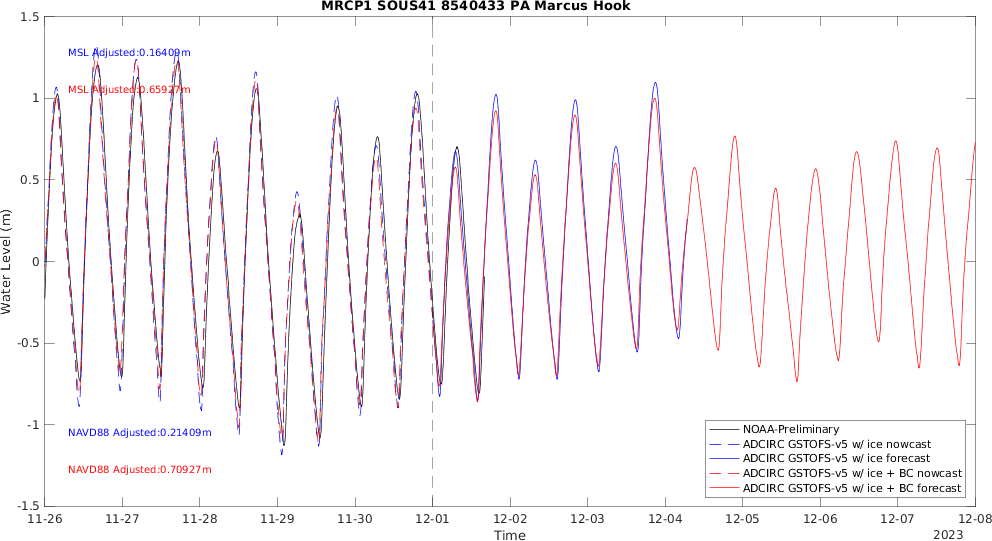 MRCP1 SOUS41 8540433 PA Marcus Hook
Water Level (m)
1.5
1
0.5
0
-0.5
-1
-1.5
MSL Adjusted:0.16409m
MSL Adjusted:0.65927m
NAVD88 Adjusted:0.21409m
NAVD88 Adjusted:0.70927m
NOAA-Preliminary
ADCIRC GSTOFS-v5 w/ ice nowcast
ADCIRC GSTOFS-v5 w/ ice forecast
ADCIRC GSTOFS-v5 w/ ice + BC nowcast
ADCIRC GSTOFS-v5 w/ ice + BC forecast
11-26 11-27 11-28 11-29 11-30 12-01 12-02 12-03 12-04 12-05 12-06 12-07 12-08
Time
2023